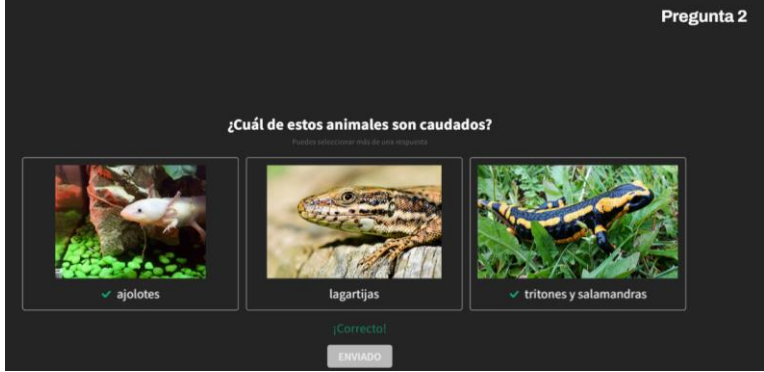 Pregunta 2
¿Cuál de estos animales son caudados?
Puedes seleccionar más de una respuesta
ajolotes
lagartijas
tritones y salamandras
¡Correcto!
ENVIADO